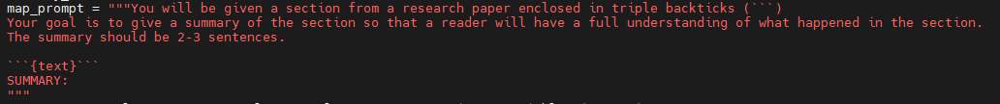 map_prompt = """You will be given a section from a research paper enclosed in triple backticks (```)
Your goal is to give a summary of the section so that a reader will have a full understanding of what happened in the section.
The summary should be 2-3 sentences.
```{text}```
SUMMARY:
"""